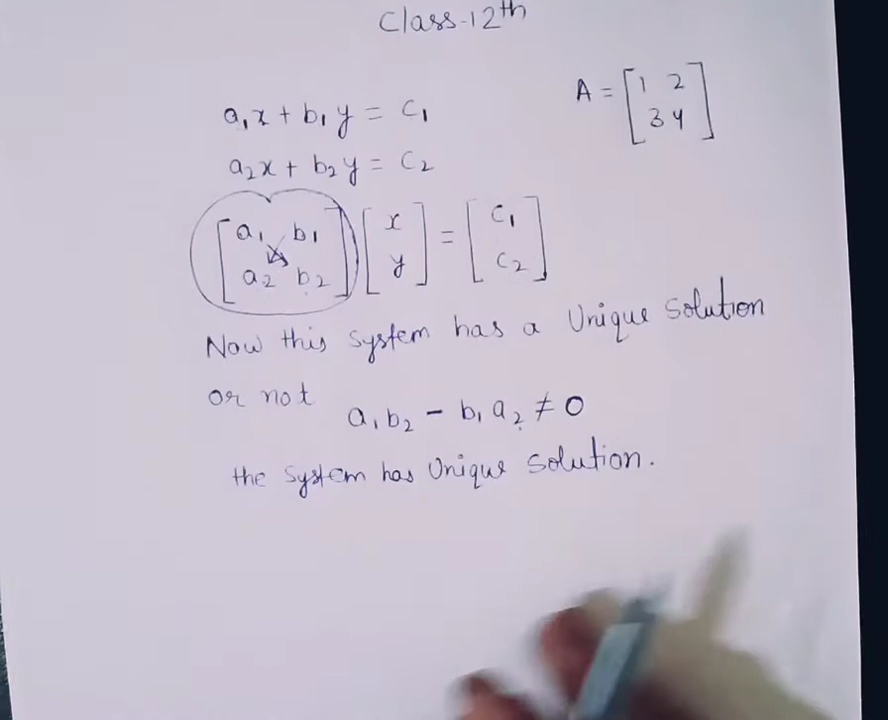 Class-12th
a₁x + b₁y = c₁
A = [1 2
3 4]
a₂x + b₂y = c₂
[a₁ b₁
a₂ b₂] [x
y] = [c₁
c₂]
Now this system has a Unique solution
or not
a₁b₂ - b₁a₂ ≠ 0
the system has Unique solution.